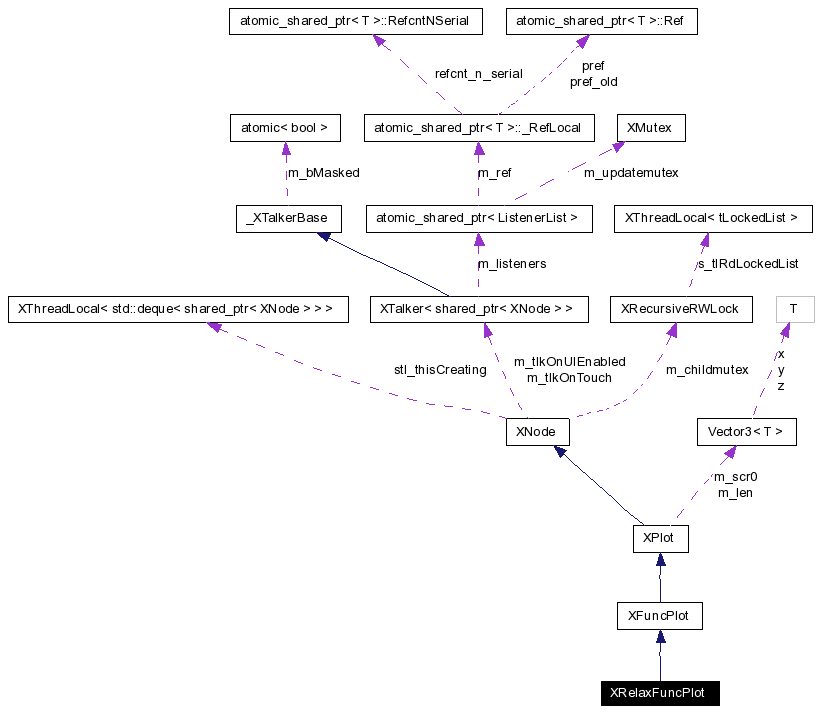 atomic_shared_ptr< T >::RefcntNSerial
atomic_shared_ptr< T >::Ref
refcnt_n_serial
pref
pref_old
atomic< bool >
atomic_shared_ptr< T >::_RefLocal
XMutex
m_bMasked
m_ref
m_updatemutex
_XTalkerBase
atomic_shared_ptr< ListenerList >
XThreadLocal< tLockedList >
m_listeners
s_tlRdLockedList
XThreadLocal< std::deque< shared_ptr< XNode > > >
XTalker< shared_ptr< XNode > >
XRecursiveRWLock
T
stl_thisCreating
m_tlkOnUIEnabled
m_tlkOnTouch
m_childmutex
x
y
z
XNode
Vector3< T >
m_scr0
m_len
XPlot
XFuncPlot
XRelaxFuncPlot